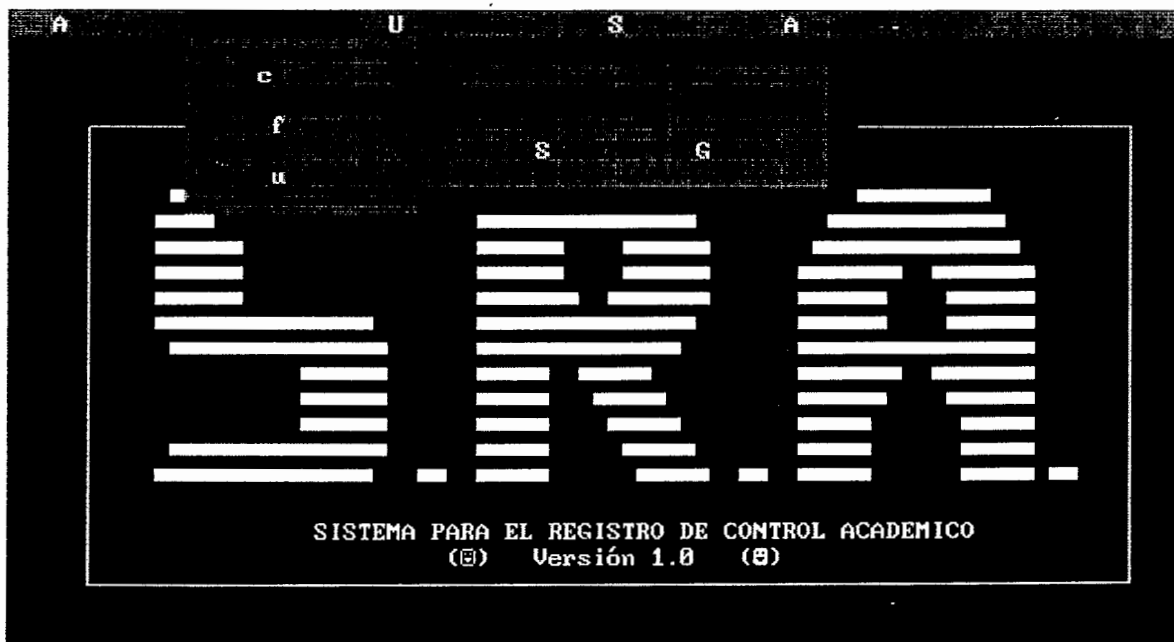 A U S A
c
f
S G
u
S.R.A.
SISTEMA PARA EL REGISTRO DE CONTROL ACADEMICO
(☺) Versión 1.0 (☻)